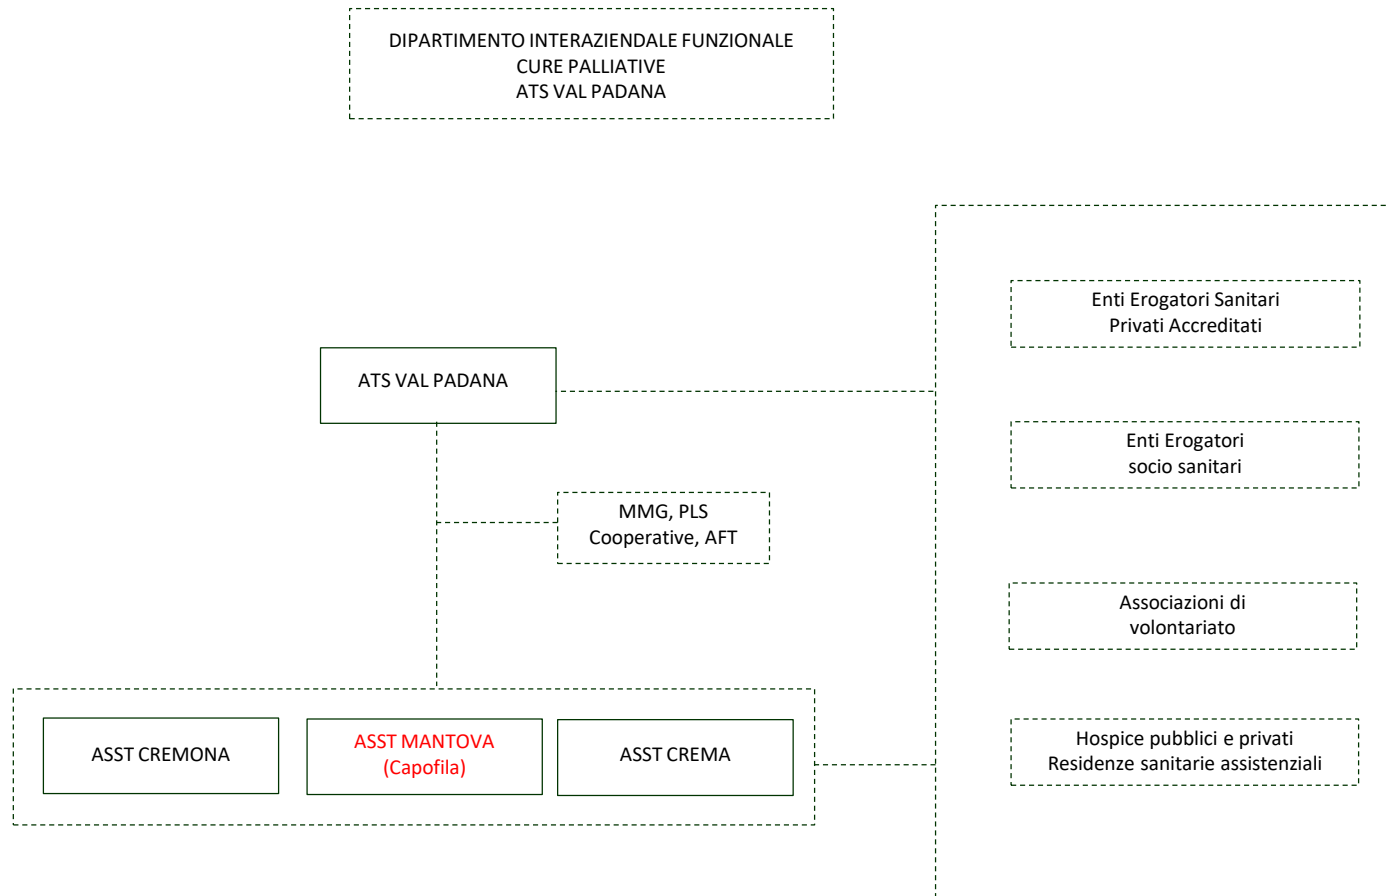 DIPARTIMENTO INTERAZIENDALE FUNZIONALE
CURE PALLIATIVE
ATS VAL PADANA
Enti Erogatori Sanitari
Privati Accreditati
ATS VAL PADANA
Enti Erogatori
socio sanitari
MMG, PLS
Cooperative, AFT
Associazioni di
volontariato
ASST CREMONA
ASST MANTOVA
(Capofila)
ASST CREMA
Hospice pubblici e privati
Residenze sanitarie assistenziali